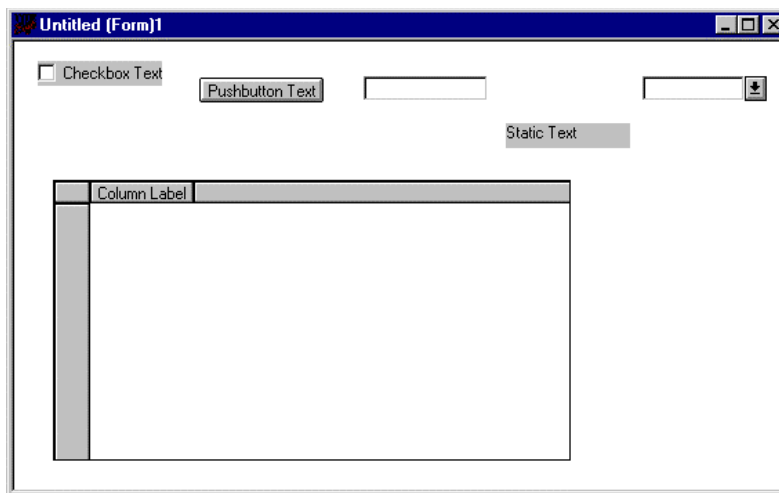 Untitled (Form)1
Checkbox Text
Pushbutton Text
Static Text
Column Label